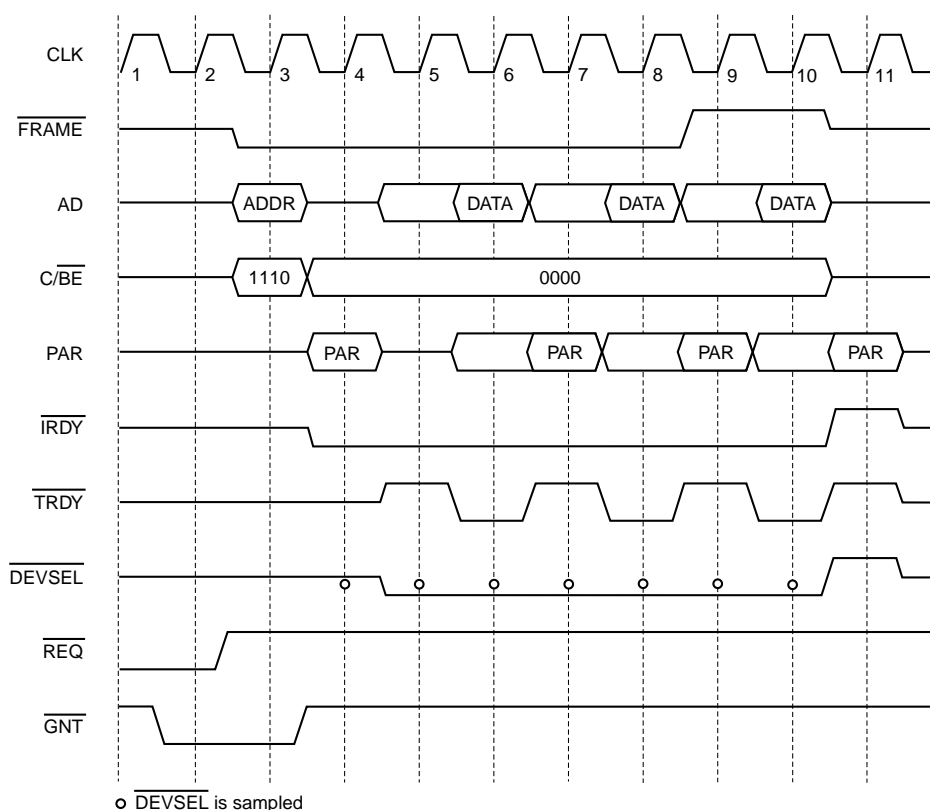 CLK
1 2 3 4 5 6 7 8 9 10 11
FRAME
AD ADDR DATA DATA DATA
C/BE 1110 0000
PAR PAR PAR PAR PAR
IRDY
TRDY
DEVSEL
REQ
GNT
DEVSEL is sampled